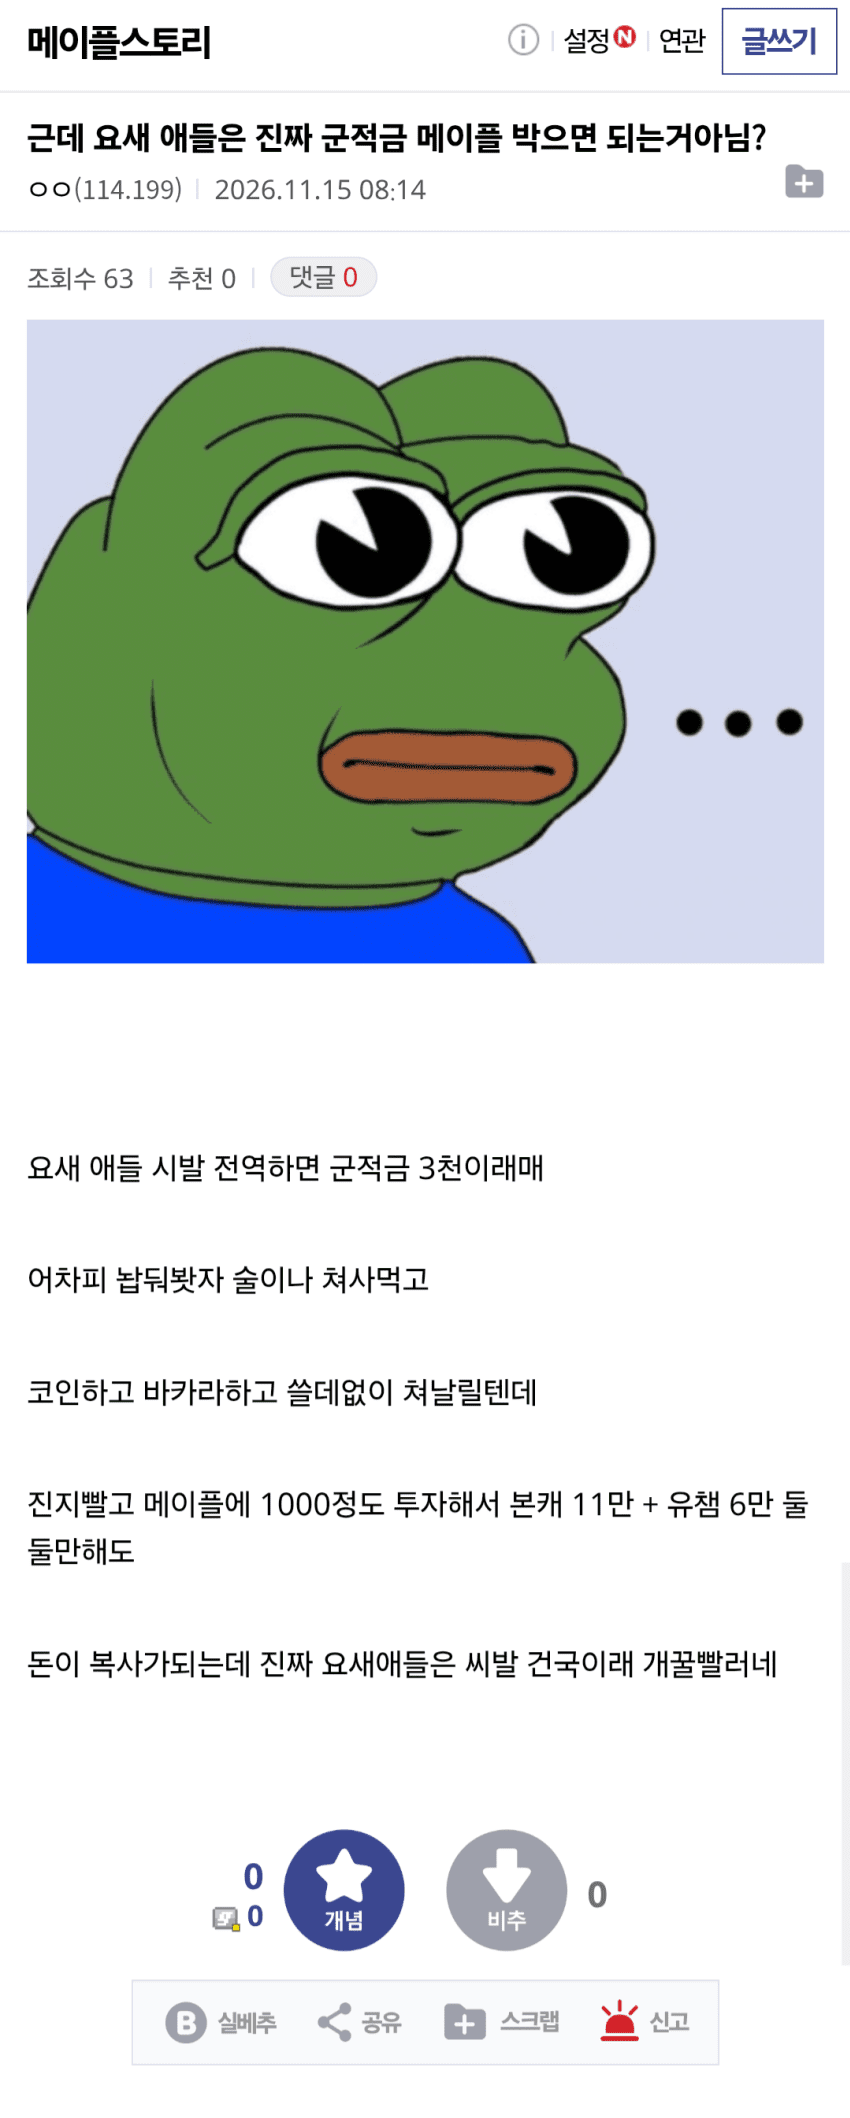 메이플스토리
설정 N 연관 글쓰기
근데 요새 애들은 진짜 군적금 메이플 박으면 되는거아님?
ㅇㅇ(114.199) 2026.11.15 08:14
조회수 63 추천 0 댓글 0
요새 애들 시발 전역하면 군적금 3천이래매
어차피 놥둬봣자 술이나 쳐사먹고
코인하고 바카라하고 쓸데없이 쳐날릴텐데
진지빨고 메이플에 1000정도 투자해서 본캐 11만 + 유챔 6만 둘
둘만해도
돈이 복사가되는데 진짜 요새애들은 씨발 건국이래 개꿀빨러네
0
0
개념
비추
0
B 실베추 공유 스크랩 신고